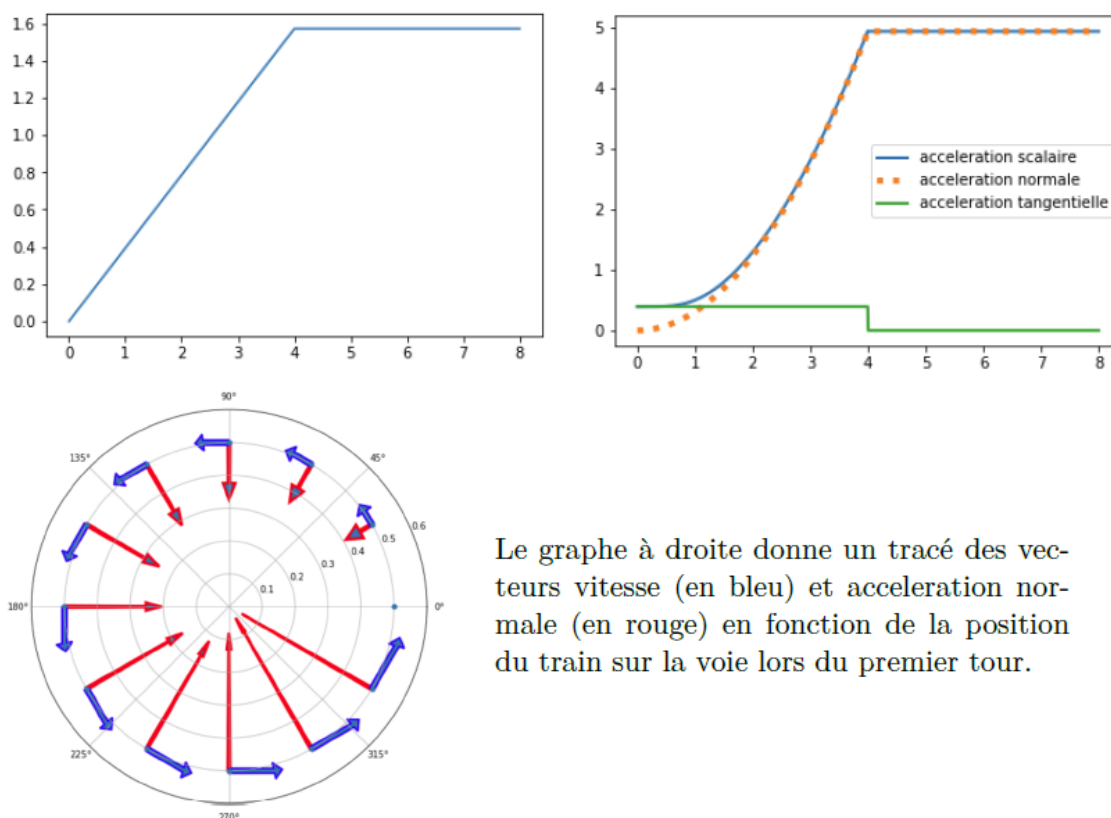 1.6
1.4
1.2
1.0
0.8
0.6
0.4
0.2
0.0
0 1 2 3 4 5 6 7 8
5
4
3
2
1
0
acceleration scalaire
acceleration normale
acceleration tangentielle
0 1 2 3 4 5 6 7 8
90°
135° 45°
0.6
0.5
0.4
0.3
0.2
0.1
180° 0°
225° 315°
270°
Le graphe à droite donne un tracé des vec-
teurs vitesse (en bleu) et acceleration nor-
male (en rouge) en fonction de la position
du train sur la voie lors du premier tour.